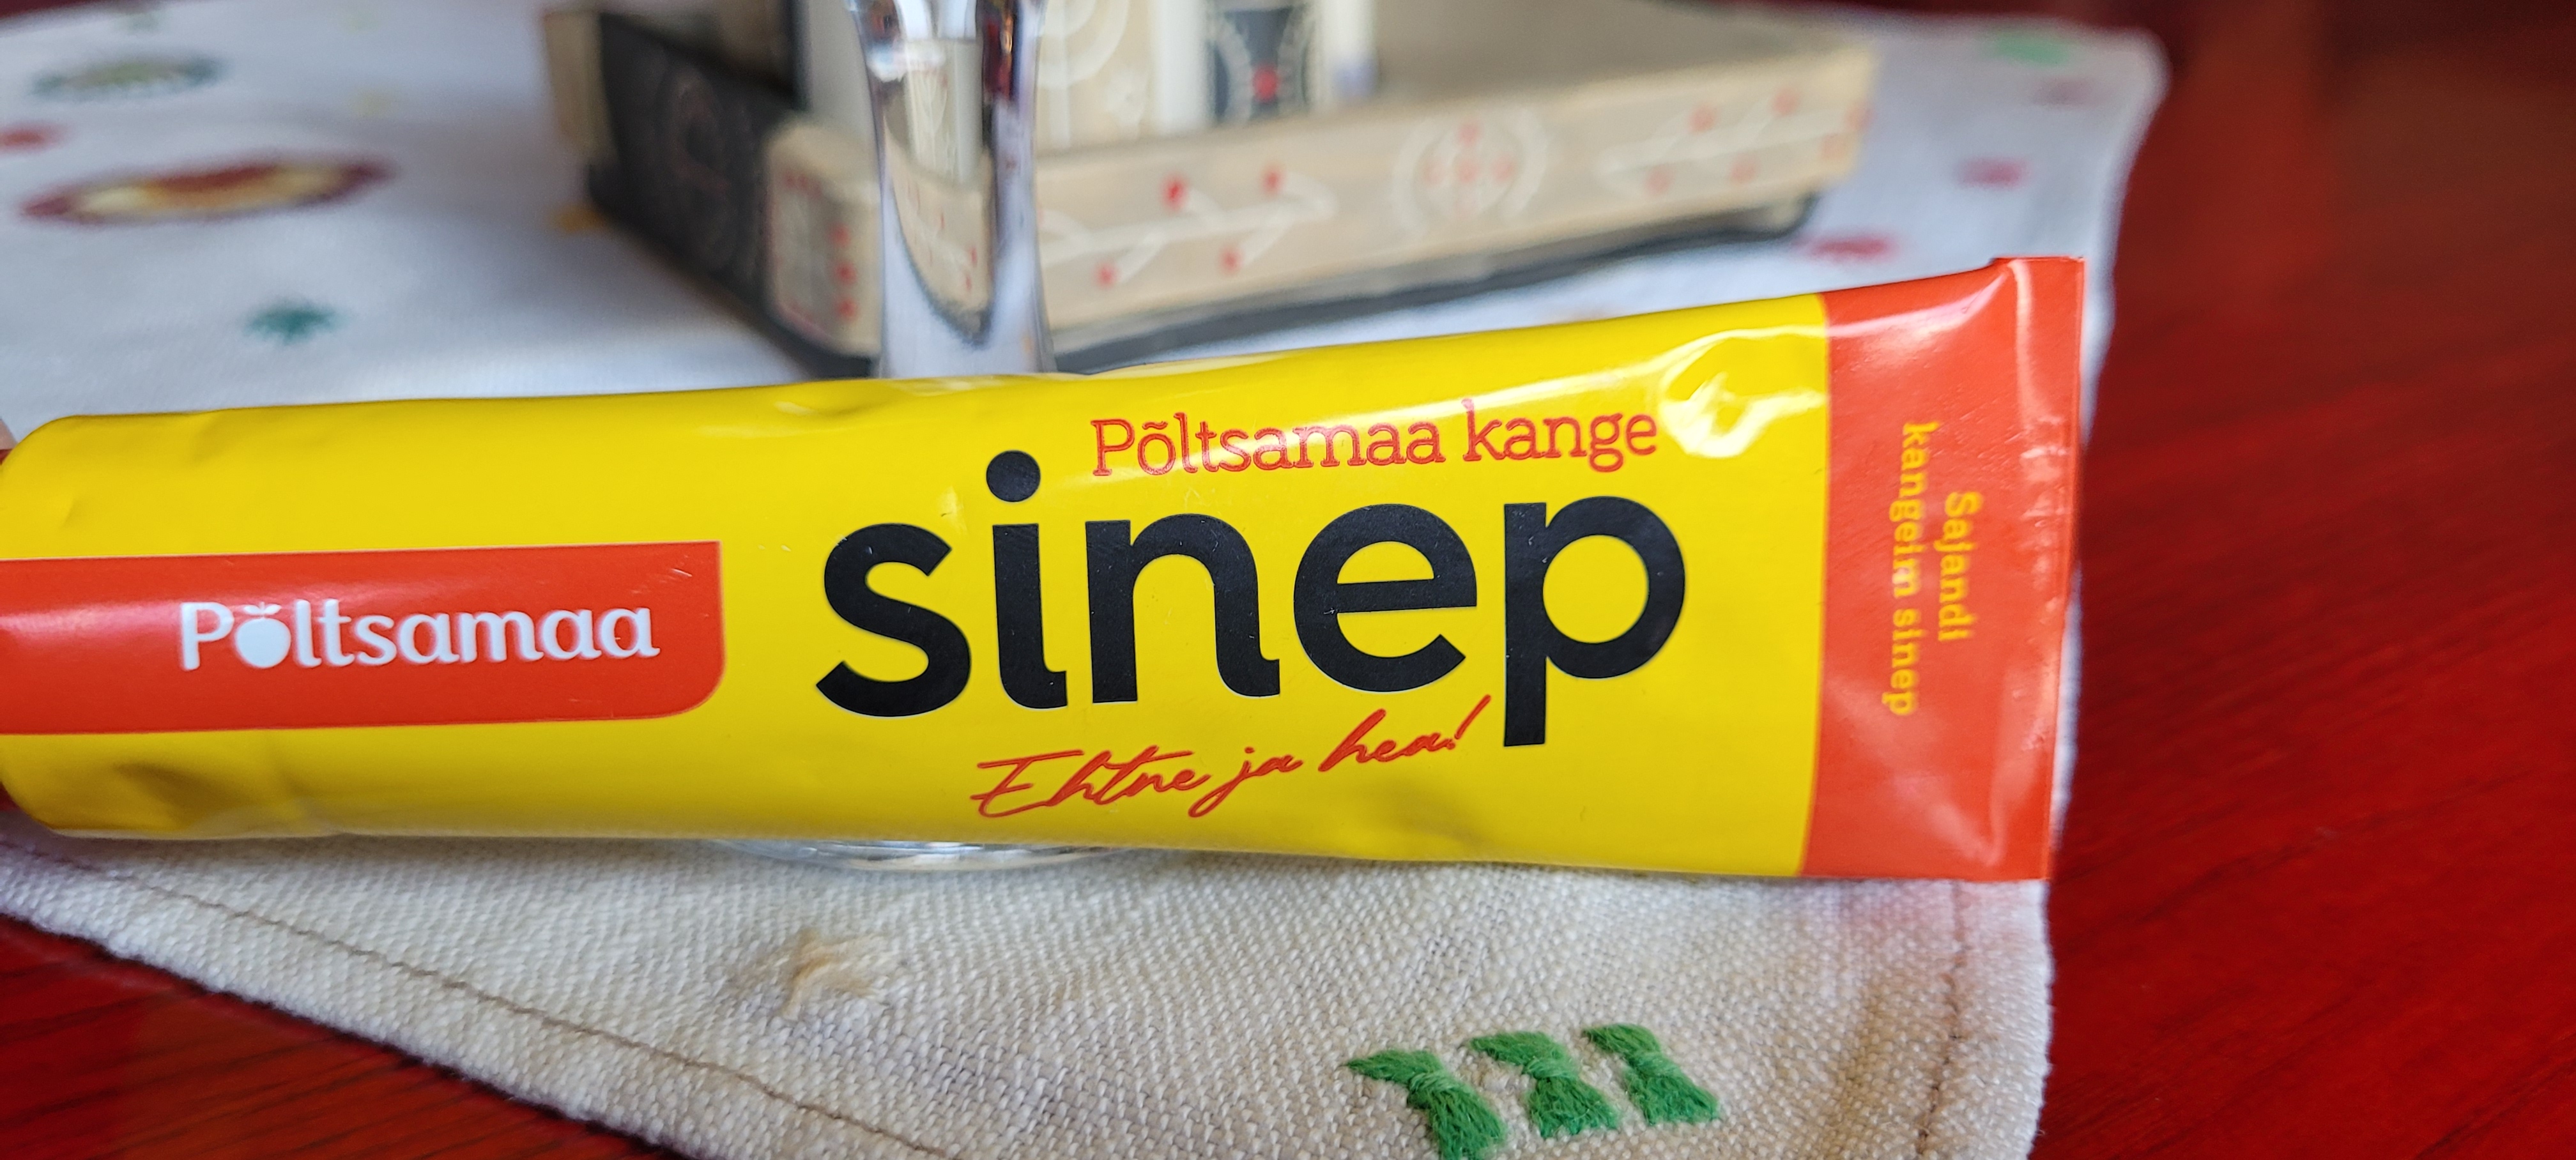 Põltsamaa
Põltsamaa kange
sinep
Ehtne ja hea!
Sajandi
kangeim sinep